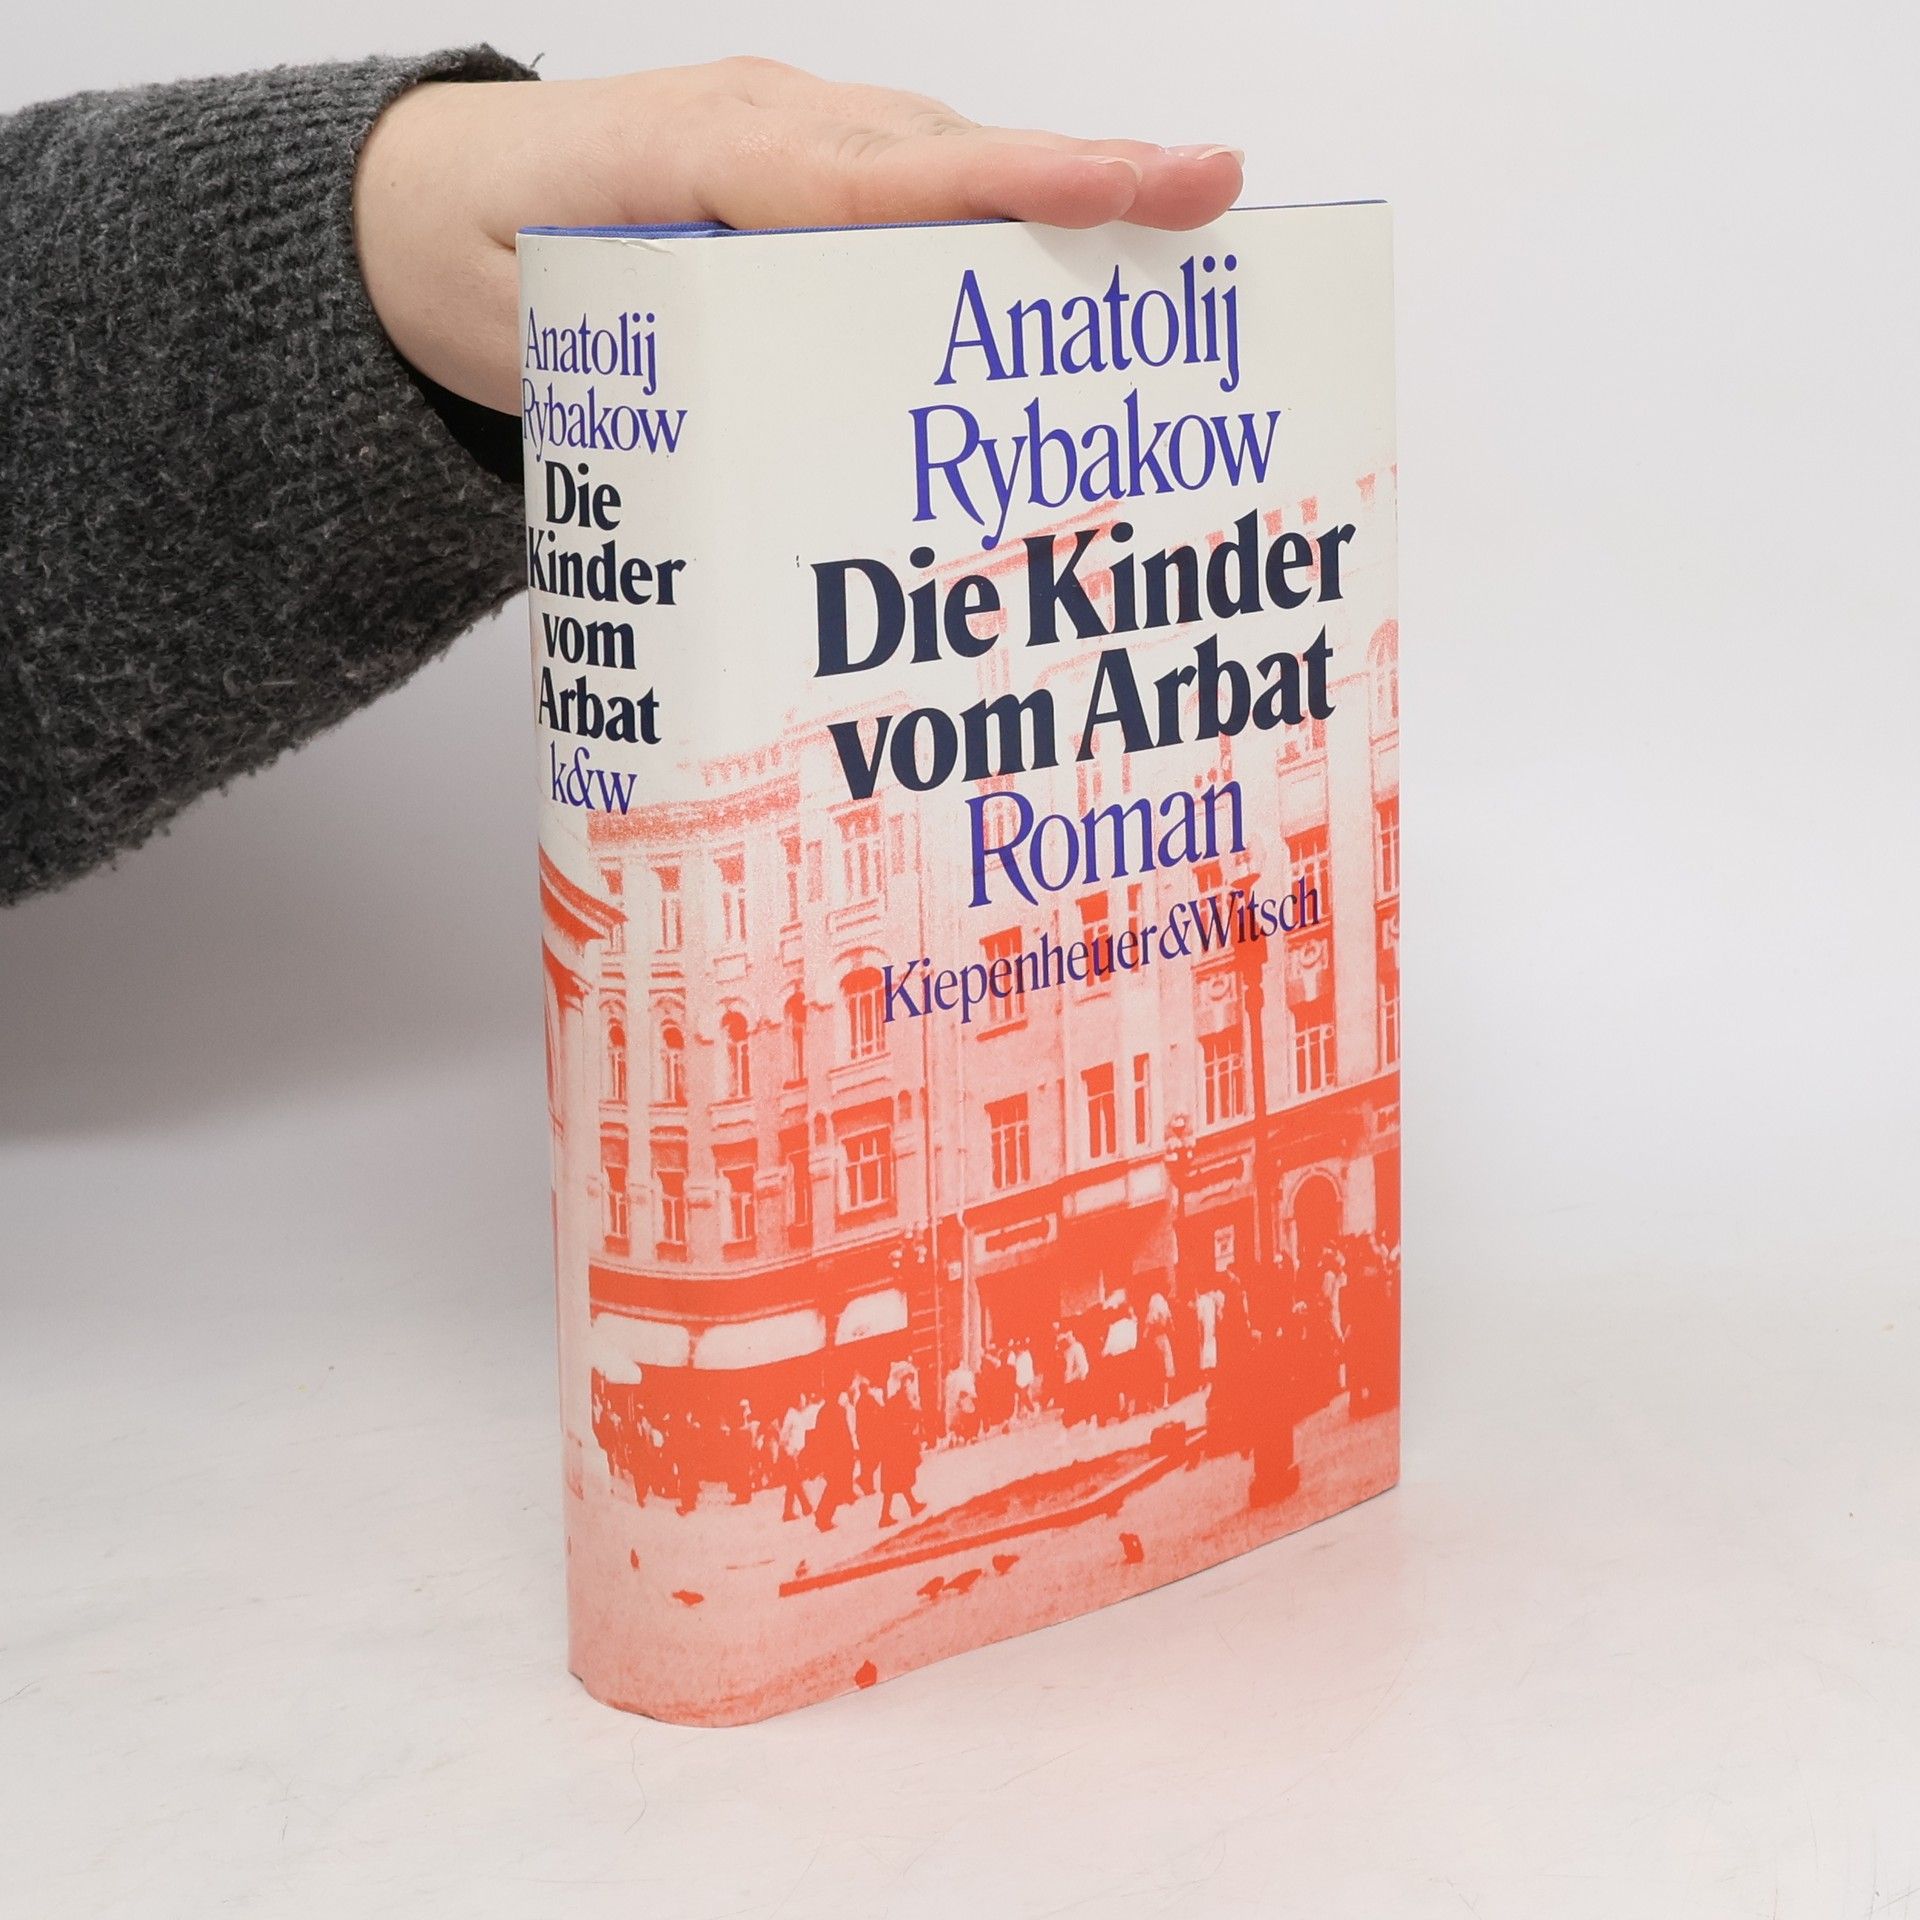 Anatolij
Rybakow
Die
Kinder
vom
Arbat
k&w
Anatolij
Rybakow
Die Kinder
vom Arbat
Roman
Kiepenheuer&Witsch